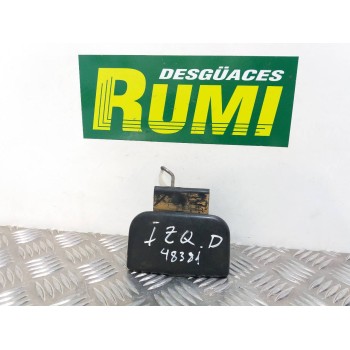 DESGÜACES
RUMI
IZQ.D
48381